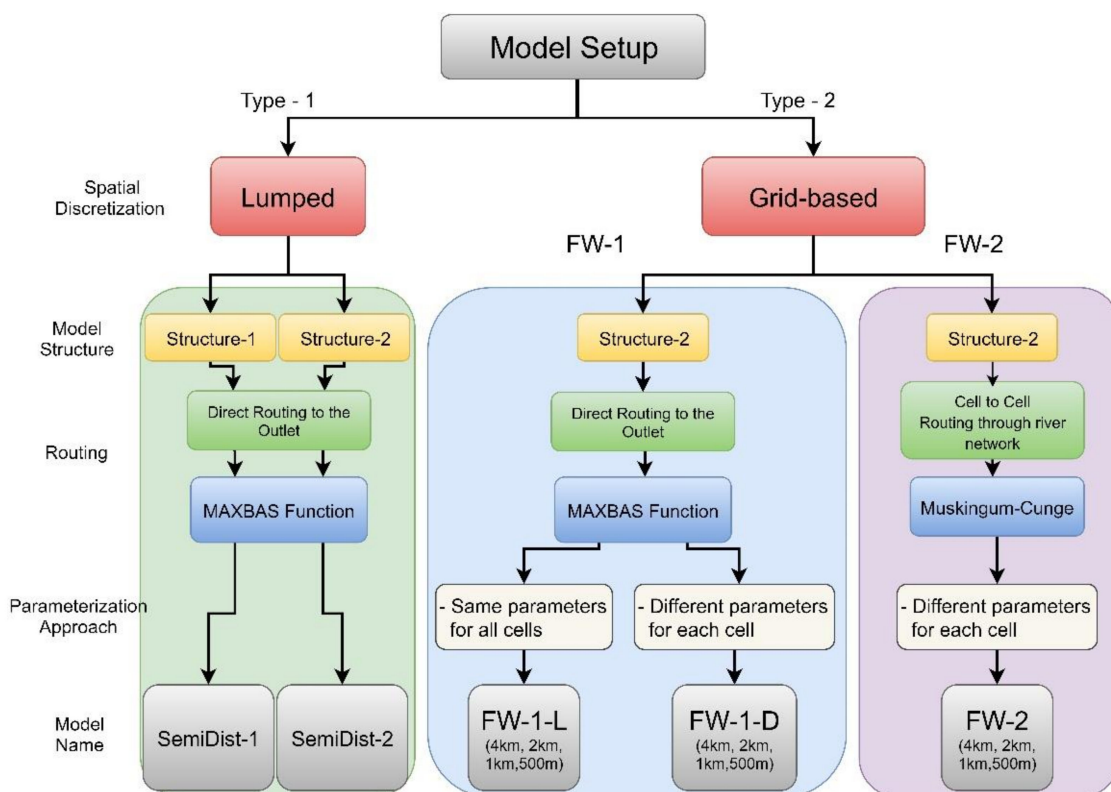 Model Setup
Type - 1
Type - 2
Spatial
Discretization
Lumped
Grid-based
FW-1
FW-2
Model
Structure
Structure-1
Structure-2
Structure-2
Structure-2
Routing
Direct Routing to the
Outlet
Direct Routing to the
Outlet
Cell to Cell
Routing through river
network
MAXBAS Function
MAXBAS Function
Muskingum-Cunge
Parameterization
Approach
- Same parameters
for all cells
- Different parameters
for each cell
- Different parameters
for each cell
Model
Name
SemiDist-1
SemiDist-2
FW-1-L
(4km, 2km,
1km,500m)
FW-1-D
(4km, 2km,
1km,500m)
FW-2
(4km, 2km,
1km,500m)